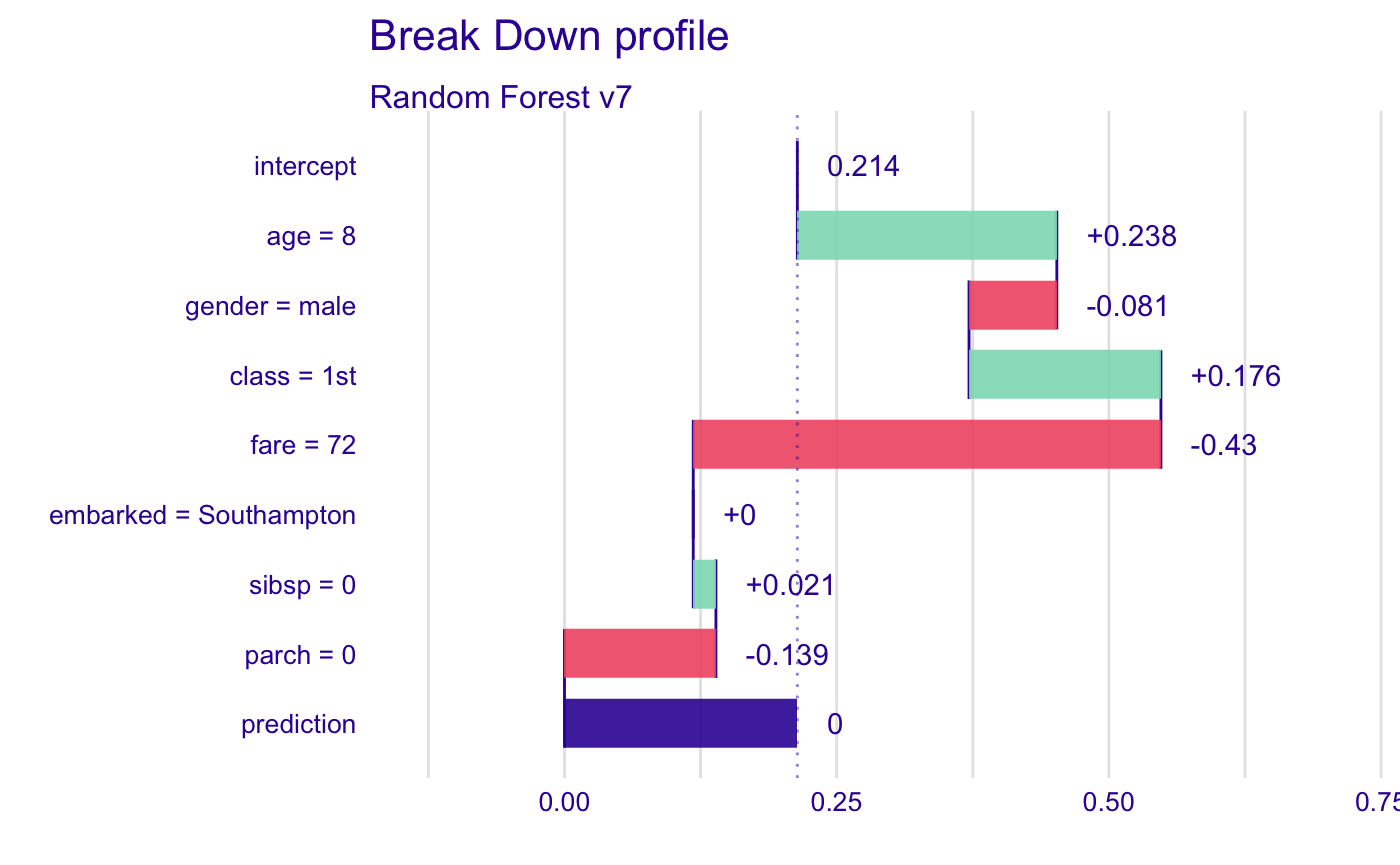 Break Down profile
Random Forest v7
intercept 0.214
age = 8 +0.238
gender = male -0.081
class = 1st +0.176
fare = 72 -0.43
embarked = Southampton +0
sibsp = 0 +0.021
parch = 0 -0.139
prediction 0
0.00 0.25 0.50 0.75